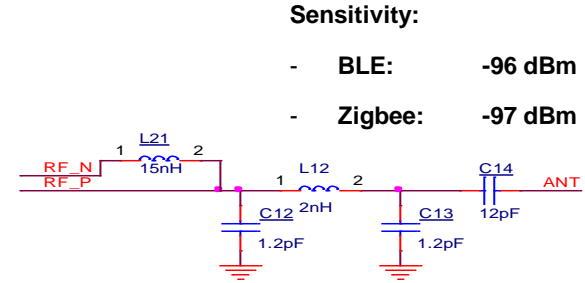 Sensitivity:
- BLE: -96 dBm
- Zigbee: -97 dBm
L21
1 2
15nH
RF_N
RF_P
L12
1 2
2nH
C14
12pF
ANT
C12
1.2pF
C13
1.2pF